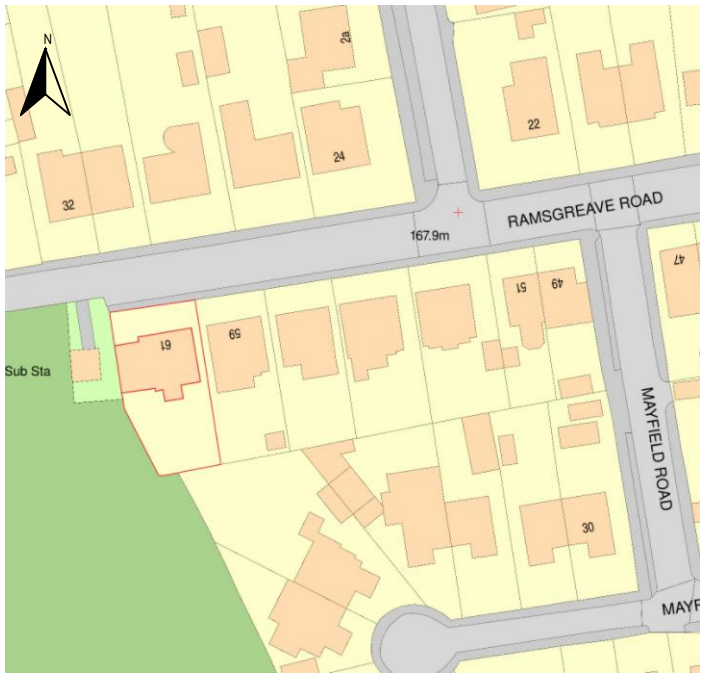 N
2a
22
24
32
RAMSGREAVE ROAD
167.9m
47
51
49
59
61
Sub Sta
MAYFIELD ROAD
30
MAYF